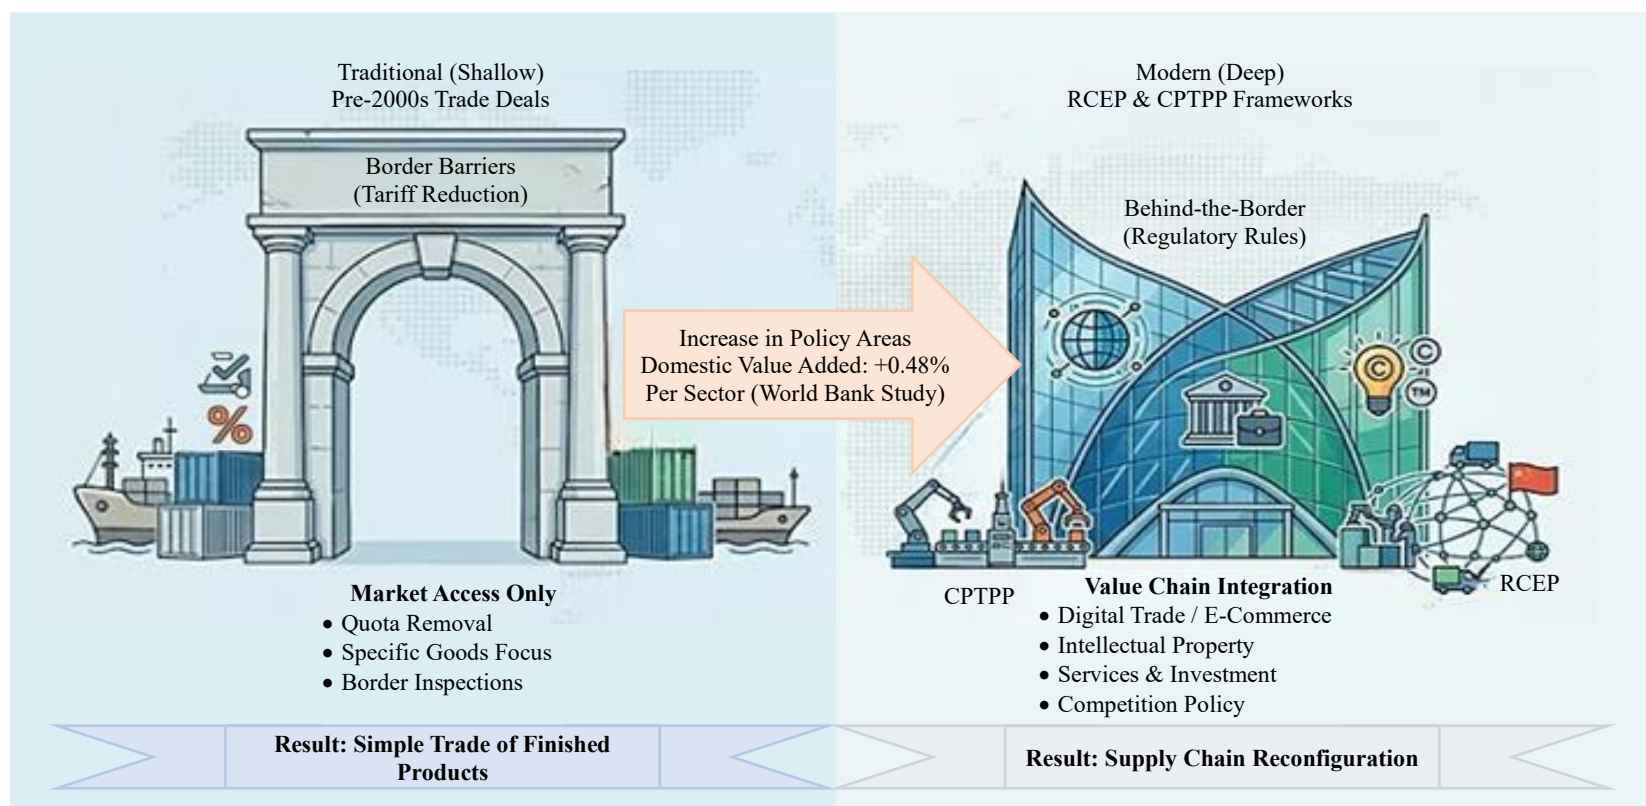 Traditional (Shallow)
Pre-2000s Trade Deals
Border Barriers
(Tariff Reduction)
%
Market Access Only
• Quota Removal
• Specific Goods Focus
• Border Inspections
Result: Simple Trade of Finished
Products
Increase in Policy Areas
Domestic Value Added: +0.48%
Per Sector (World Bank Study)
Modern (Deep)
RCEP & CPTPP Frameworks
Behind-the-Border
(Regulatory Rules)
©
©
TM
CPTPP
RCEP
Value Chain Integration
• Digital Trade / E-Commerce
• Intellectual Property
• Services & Investment
• Competition Policy
Result: Supply Chain Reconfiguration